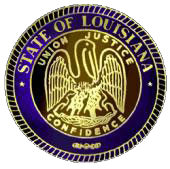 STATE OF LOUISIANA
UNION JUSTICE
CONFIDENCE